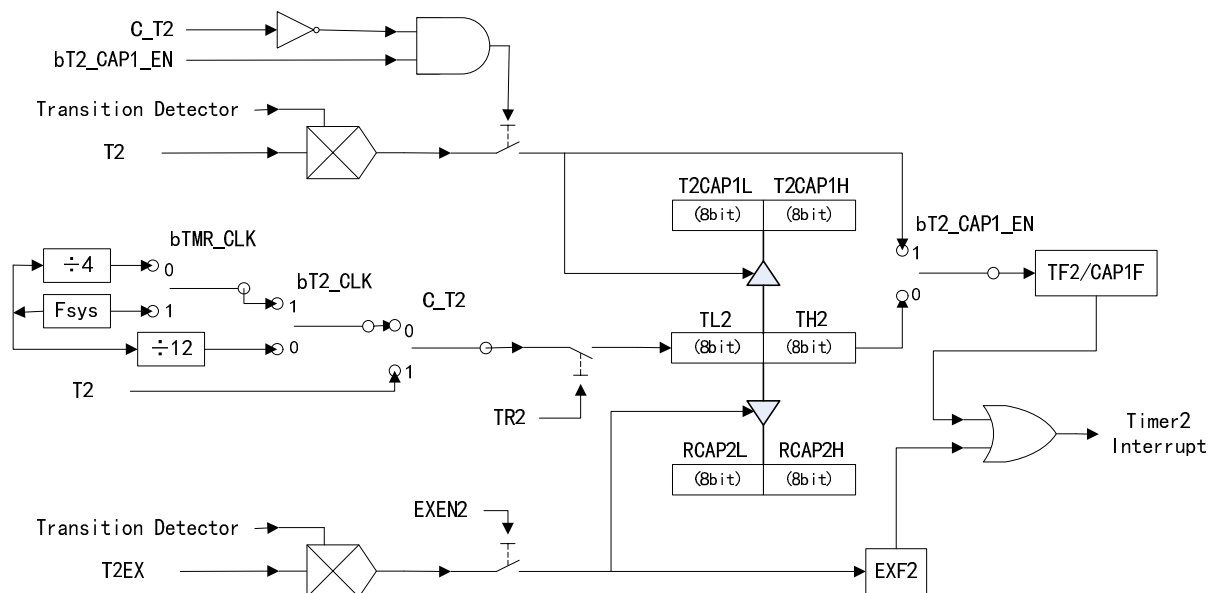 C_T2
bT2_CAP1_EN
Transition Detector
T2
T2CAP1L T2CAP1H
(8bit) (8bit)
bT2_CAP1_EN
1
0
TF2/CAP1F
bTMR_CLK
÷4
0
Fsys
1
÷12
bT2_CLK
1
0
C_T2
0
1
T2
TR2
TL2 TH2
(8bit) (8bit)
RCAP2L RCAP2H
(8bit) (8bit)
Timer2
Interrupt
EXEN2
Transition Detector
T2EX
EXF2